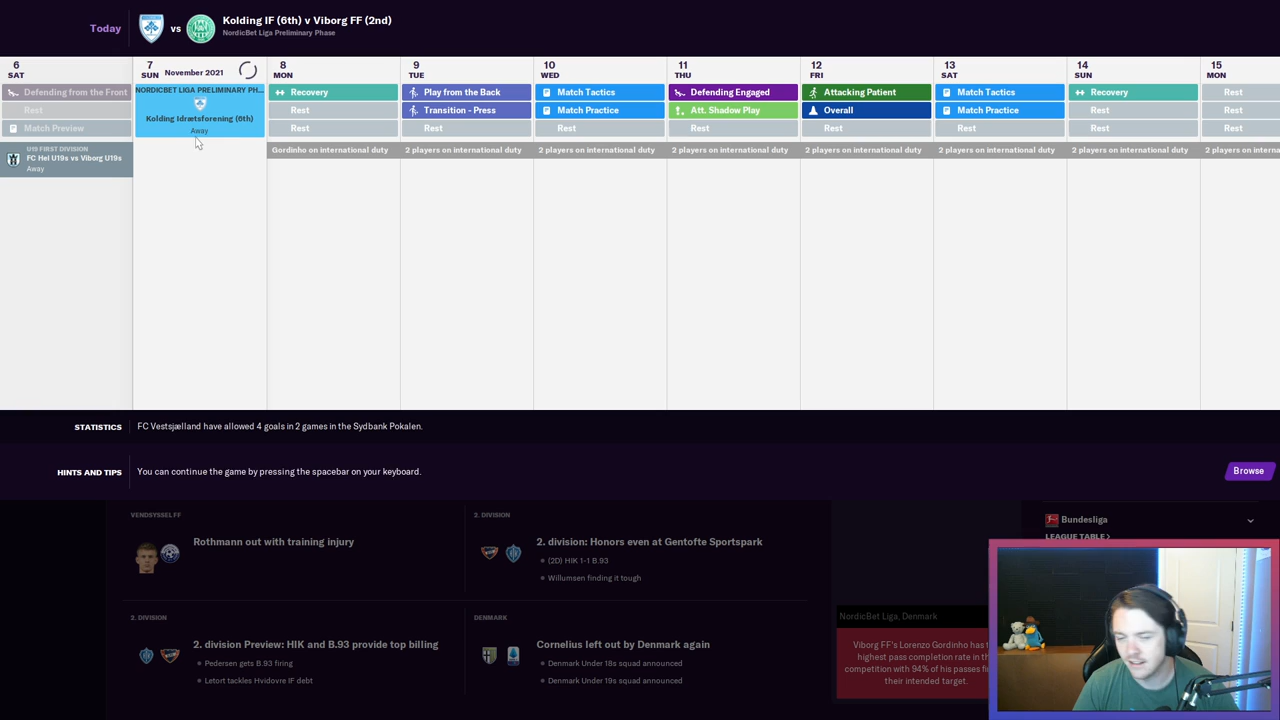 Today
Kolding IF (6th) v Viborg FF (2nd)
vs
NordicBet Liga Preliminary Phase
6
SAT
7
SUN
November 2021
8
MON
9
TUE
10
WED
11
THU
12
FRI
13
SAT
14
SUN
15
MON
Defending from the Front
Rest
Match Preview
U19 FIRST DIVISION
FC Hel U19s vs Viborg U19s
Away
NORDICBET LIGA PRELIMINARY PH...
Kolding Idrætsforening (6th)
Away
Recovery
Rest
Rest
Gordinho on international duty
Play from the Back
Transition - Press
Rest
2 players on international duty
Match Tactics
Match Practice
Rest
2 players on international duty
Defending Engaged
Att. Shadow Play
Rest
2 players on international duty
Attacking Patient
Overall
Rest
2 players on international duty
Match Tactics
Match Practice
Rest
2 players on international duty
Recovery
Rest
Rest
2 players on international duty
Rest
Rest
Rest
2 players on interna
STATISTICS
FC Vestsjælland have allowed 4 goals in 2 games in the Sydbank Pokalen.
HINTS AND TIPS
You can continue the game by pressing the spacebar on your keyboard.
Browse
VENDSYSSEL FF
Rothmann out with training injury
2. DIVISION
2. division: Honors even at Gentofte Sportspark
(2D) HIK 1-1 B.93
Willumsen finding it tough
2. DIVISION
2. division Preview: HIK and B.93 provide top billing
Pedersen gets B.93 firing
Letort tackles Hvidovre IF debt
DENMARK
Cornelius left out by Denmark again
Denmark Under 18s squad announced
Denmark Under 19s squad announced
Bundesliga
LEAGUE TABLE >
NordicBet Liga, Denmark
Viborg FF's Lorenzo Gordinho has
highest pass completion rate in th
competition with 94% of his passes f
their intended target.